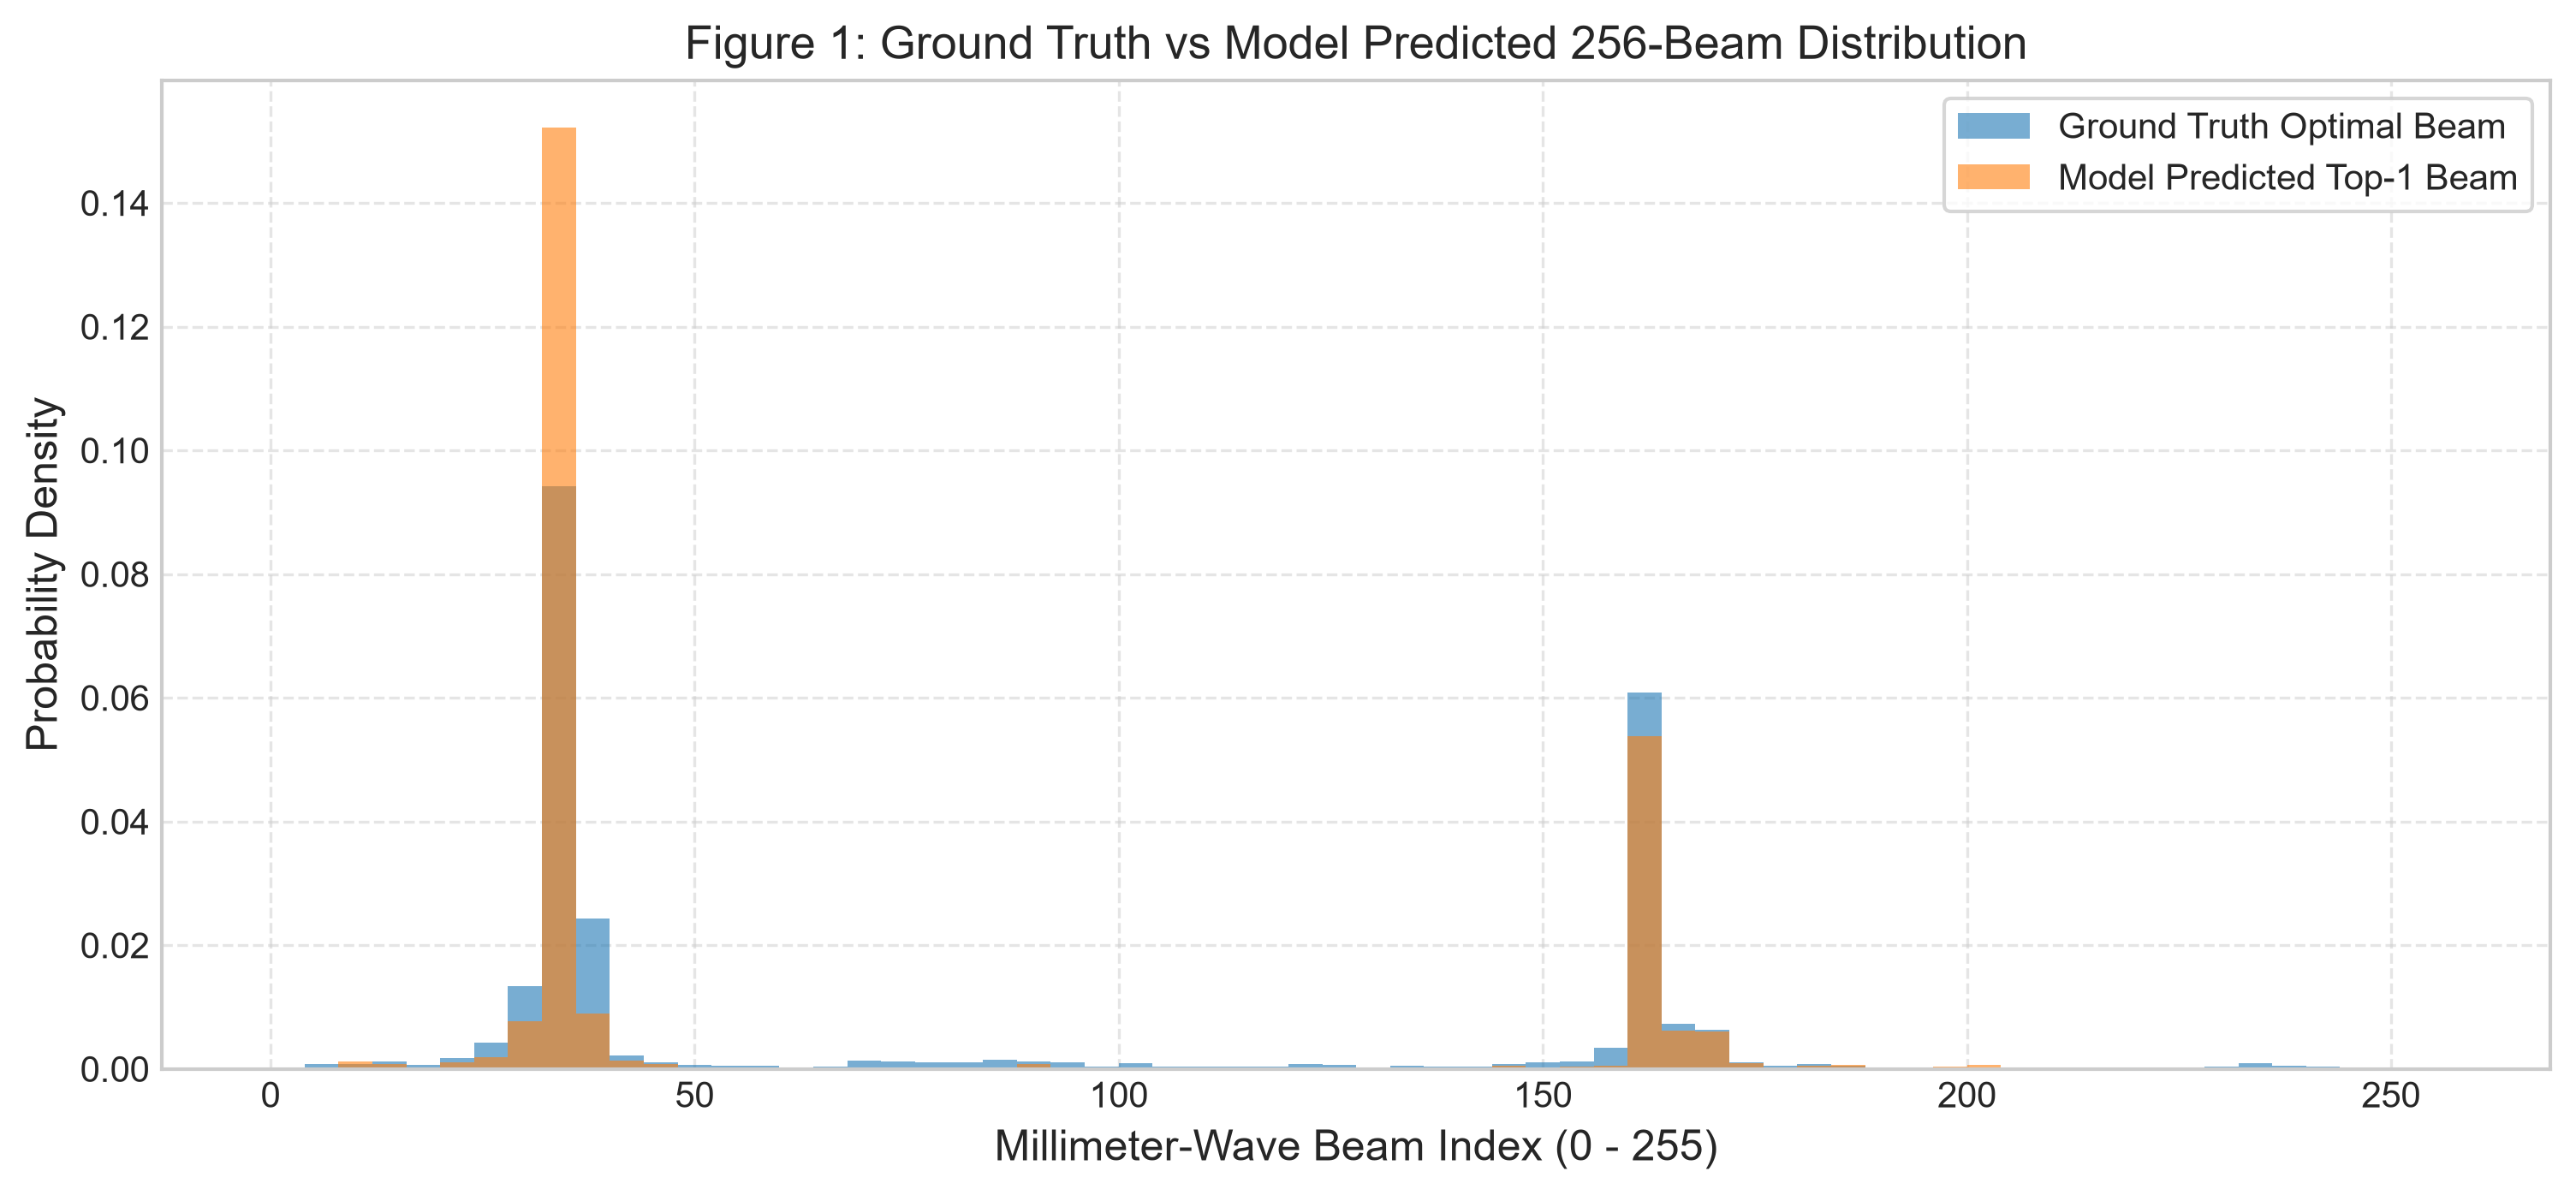 Figure 1: Ground Truth vs Model Predicted 256-Beam Distribution
Ground Truth Optimal Beam
Model Predicted Top-1 Beam
Probability Density
0.14
0.12
0.10
0.08
0.06
0.04
0.02
0.00
0 50 100 150 200 250
Millimeter-Wave Beam Index (0 - 255)